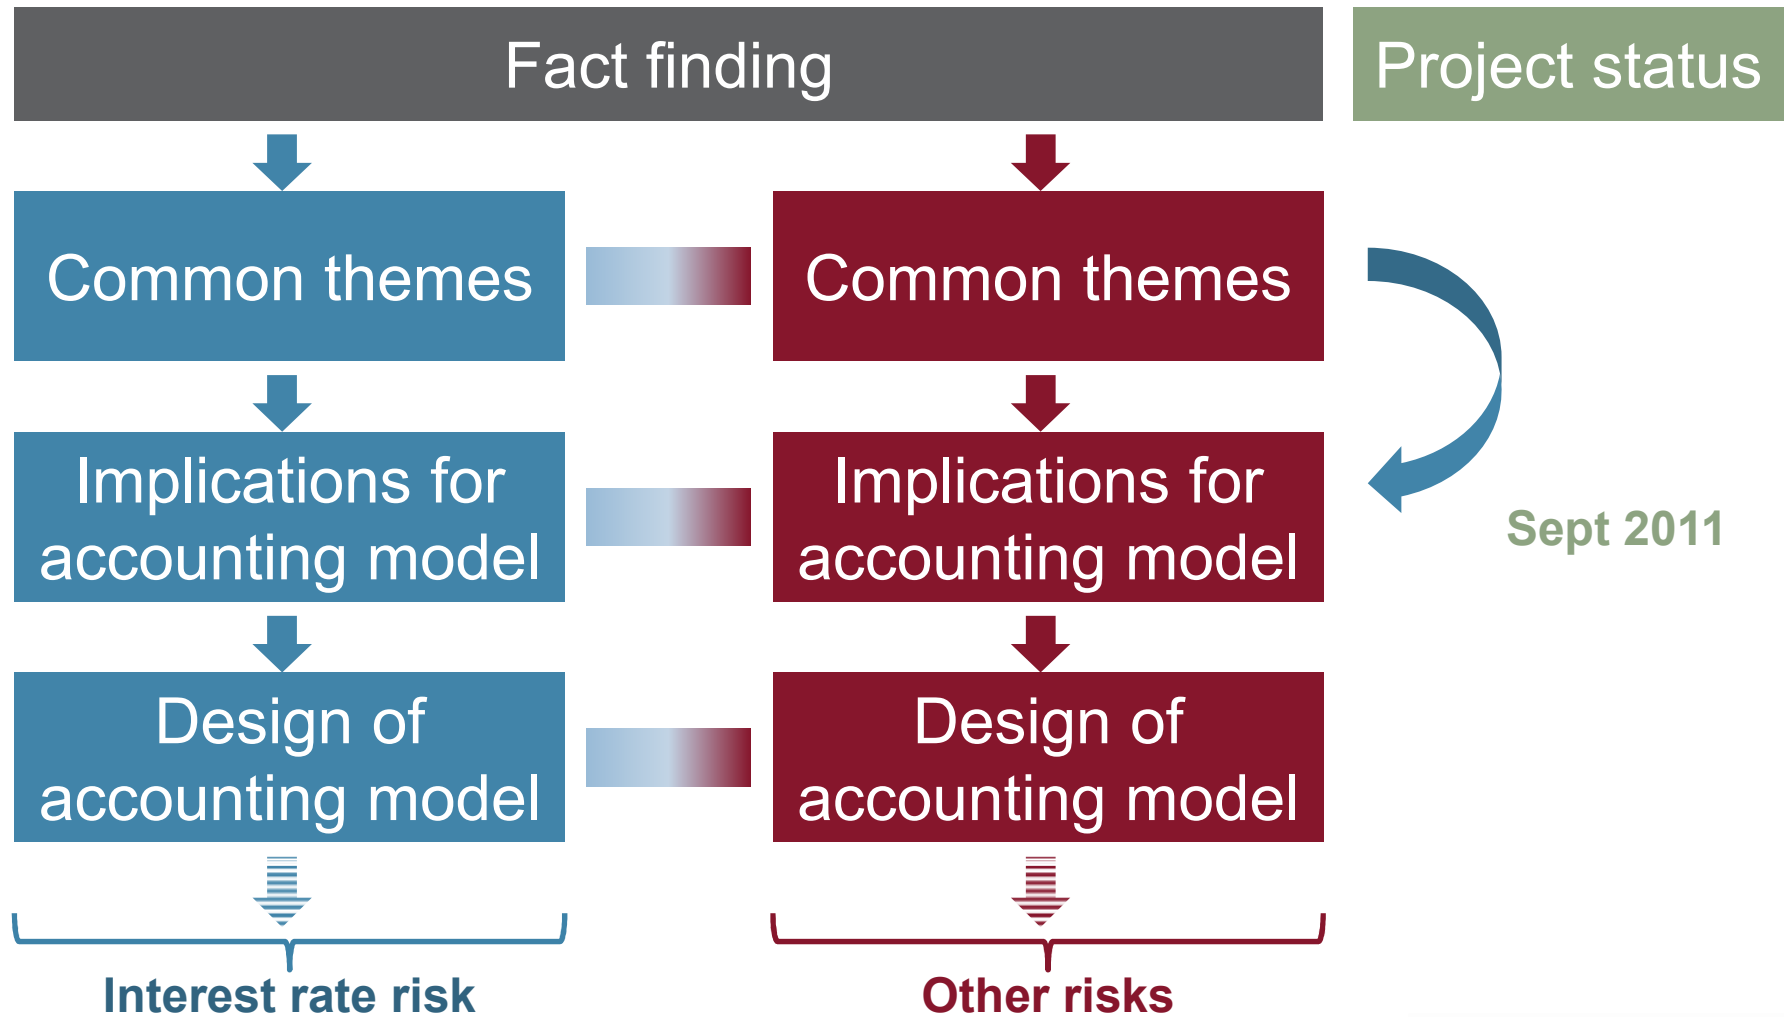 Fact finding
Project status
Common themes
Common themes
Implications for
accounting model
Implications for
accounting model
Sept 2011
Design of
accounting model
Design of
accounting model
Interest rate risk
Other risks